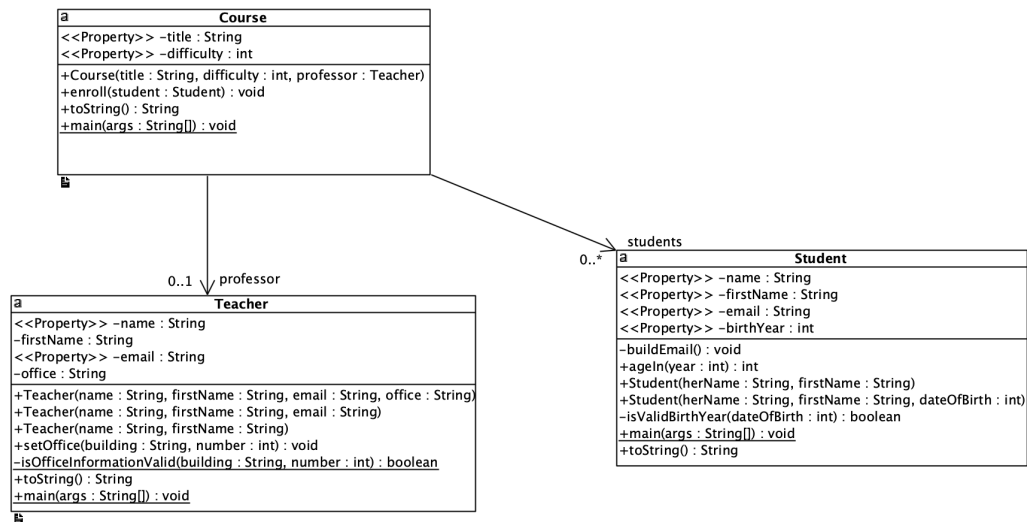 a Course
<<Property>> -title : String
<<Property>> -difficulty : int
+Course(title : String, difficulty : int, professor : Teacher)
+enroll(student : Student) : void
+toString() : String
+main(args : String[]) : void
0..1 professor
a Teacher
<<Property>> -name : String
-firstName : String
<<Property>> -email : String
-office : String
+Teacher(name : String, firstName : String, email : String, office : String)
+Teacher(name : String, firstName : String, email : String)
+Teacher(name : String, firstName : String)
+setOffice(building : String, number : int) : void
-isOfficeInformationValid(building : String, number : int) : boolean
+toString() : String
+main(args : String[]) : void
students
0..*
a Student
<<Property>> -name : String
<<Property>> -firstName : String
<<Property>> -email : String
<<Property>> -birthYear : int
-buildEmail() : void
+ageIn(year : int) : int
+Student(herName : String, firstName : String)
+Student(herName : String, firstName : String, dateOfBirth : int)
-isValidBirthYear(dateOfBirth : int) : boolean
+main(args : String[]) : void
+toString() : String